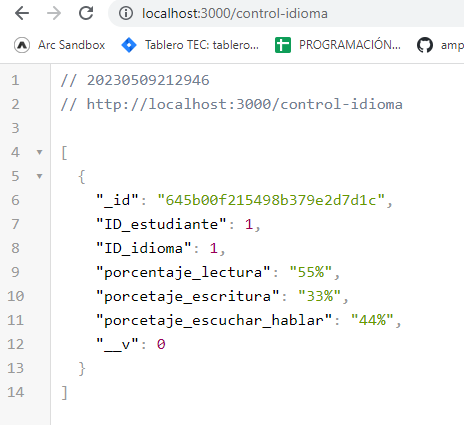 localhost:3000/control-idioma
Arc Sandbox Tablero TEC: tablero... PROGRAMACIÓN... amp
1 // 20230509212946
2 // http://localhost:3000/control-idioma
3
4 [
5 {
6 "_id": "645b00f215498b379e2d7d1c",
7 "ID_estudiante": 1,
8 "ID_idioma": 1,
9 "porcentaje_lectura": "55%",
10 "porcetaje_escritura": "33%",
11 "porcetaje_escuchar_hablar": "44%",
12 "__v": 0
13 }
14 ]